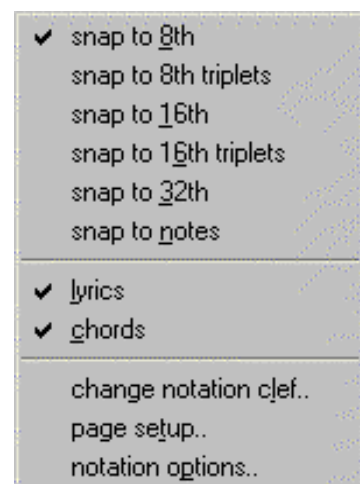 snap to 8th
snap to 8th triplets
snap to 16th
snap to 16th triplets
snap to 32th
snap to notes
lyrics
chords
change notation clef..
page setup..
notation options..